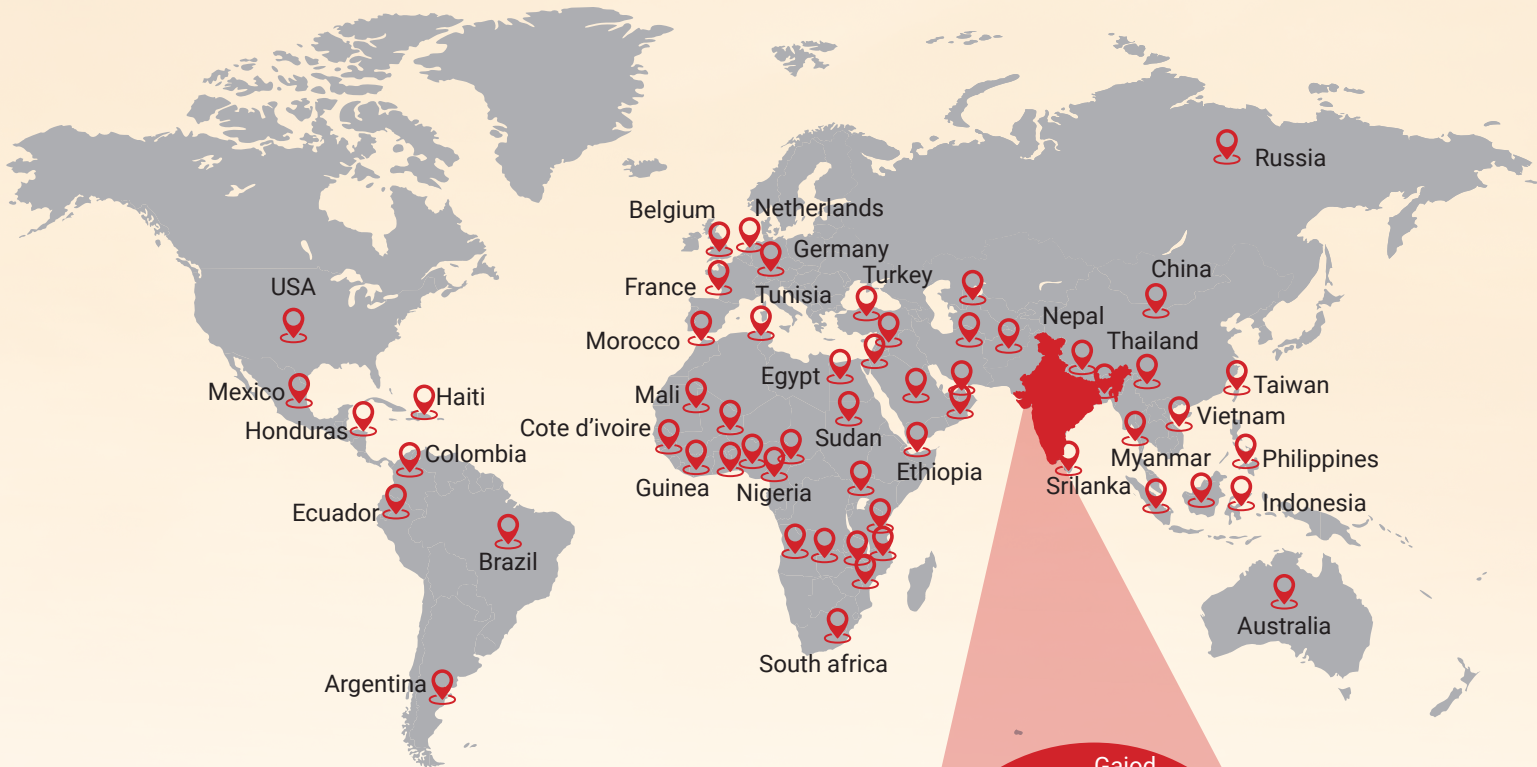 Russia
Belgium
Netherlands
Germany
China
Turkey
USA
France
Tunisia
Nepal
Morocco
Thailand
Egypt
Taiwan
Mexico
Haiti
Mali
Vietnam
Honduras
Cote d'ivoire
Sudan
Colombia
Myanmar
Philippines
Ethiopia
Guinea
Nigeria
Srilanka
Indonesia
Ecuador
Brazil
Australia
South africa
Argentina